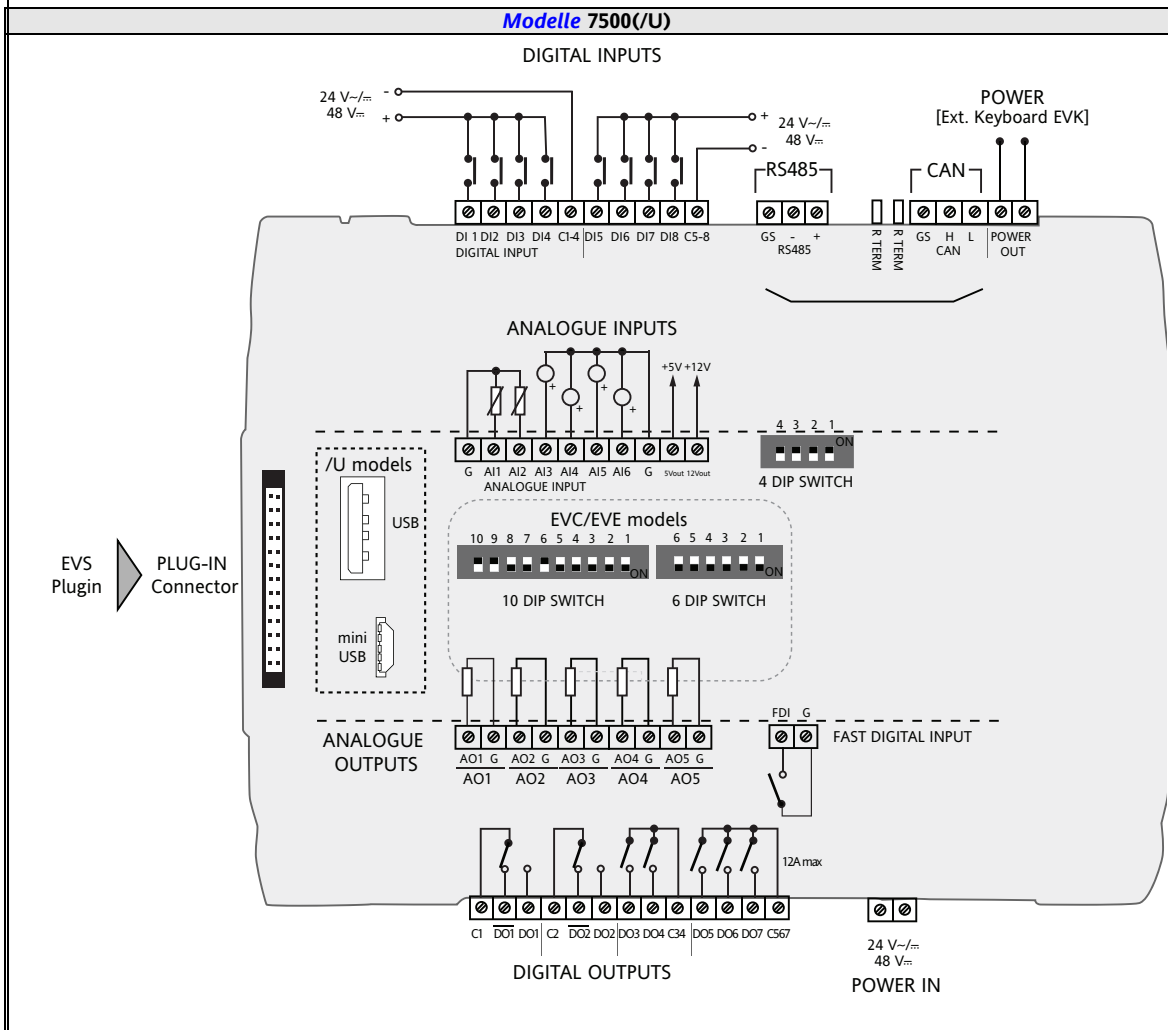 Modelle 7500(/U)
DIGITAL INPUTS
24 V~/⎓ -
48 V⎓ +
+ 24 V~/⎓
48 V⎓
-
POWER
[Ext. Keyboard EVK]
RS485
CAN
DI 1 DI2 DI3 DI4 C1-4 DI5 DI6 DI7 DI8 C5-8
DIGITAL INPUT
GS - +
RS485
R TERM
R TERM
GS H L
CAN
POWER
OUT
ANALOGUE INPUTS
+ + + +
+5V +12V
G AI1 AI2 AI3 AI4 AI5 AI6 G 5Vout 12Vout
ANALOGUE INPUT
4 3 2 1
ON
4 DIP SWITCH
/U models
USB
mini
USB
EVS
Plugin
PLUG-IN
Connector
EVC/EVE models
10 9 8 7 6 5 4 3 2 1
ON
10 DIP SWITCH
6 5 4 3 2 1
ON
6 DIP SWITCH
ANALOGUE
OUTPUTS
AO1 G AO2 G AO3 G AO4 G AO5 G
AO1 AO2 AO3 AO4 AO5
FDI G
FAST DIGITAL INPUT
12A max
C1 DO1 DO1 C2 DO2 DO2 DO3 DO4 C34 DO5 DO6 DO7 C567
DIGITAL OUTPUTS
24 V~/⎓
48 V⎓
POWER IN